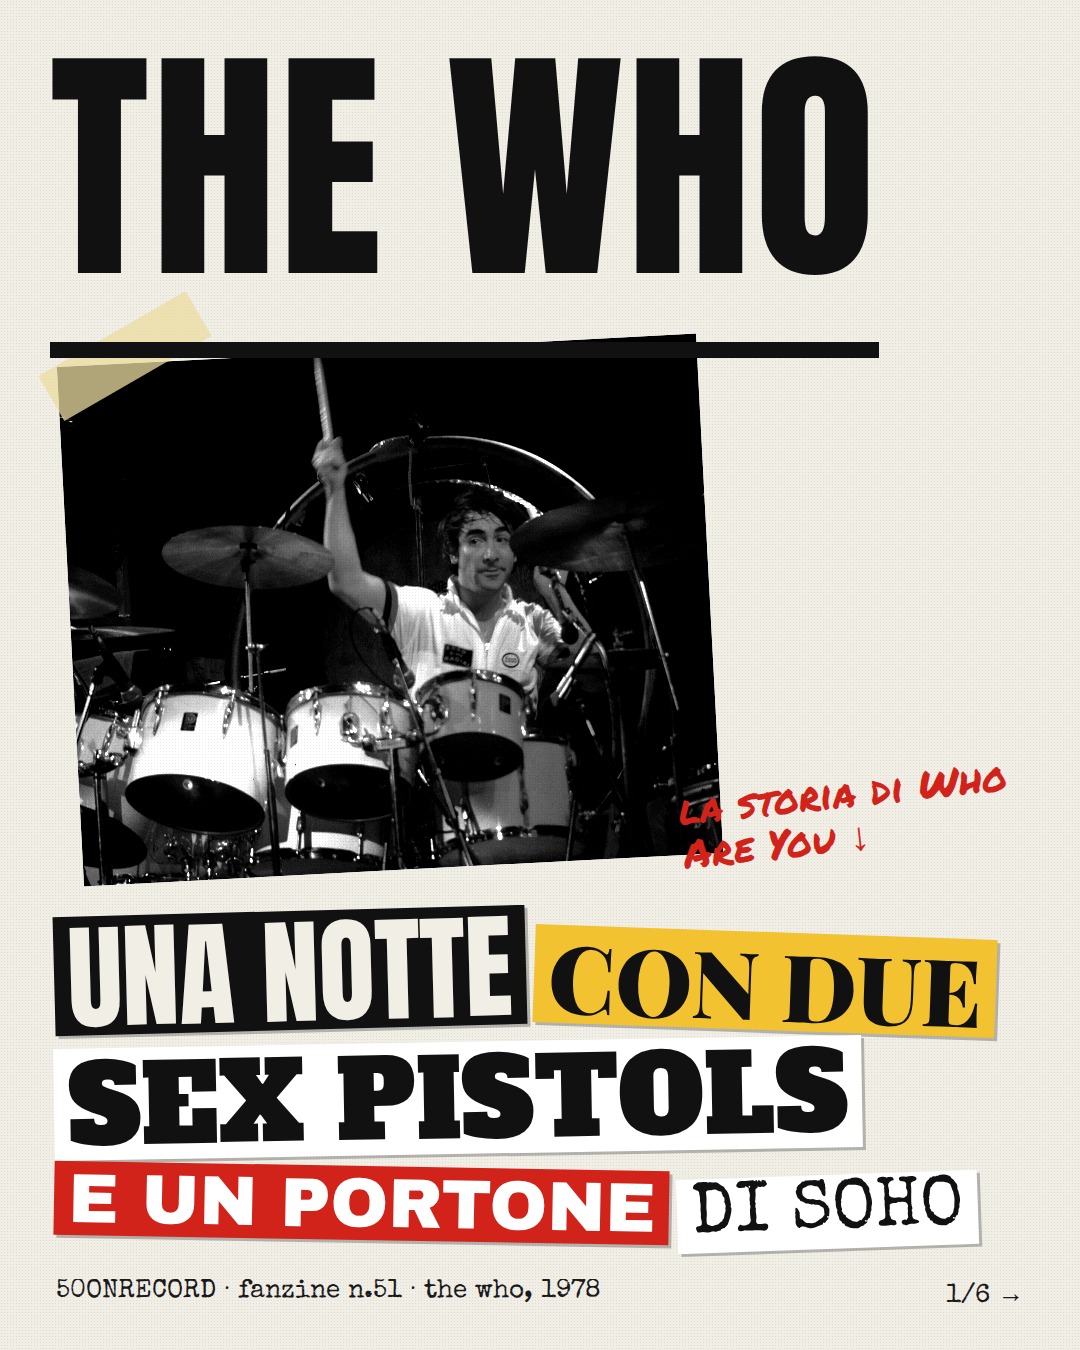 THE WHO
LA STORIA DI WHO
ARE YOU ↓
UNA NOTTE CON DUE
SEX PISTOLS
E UN PORTONE DI SOHO
50ONRECORD · fanzine n.51 · the who, 1978
1/6 →